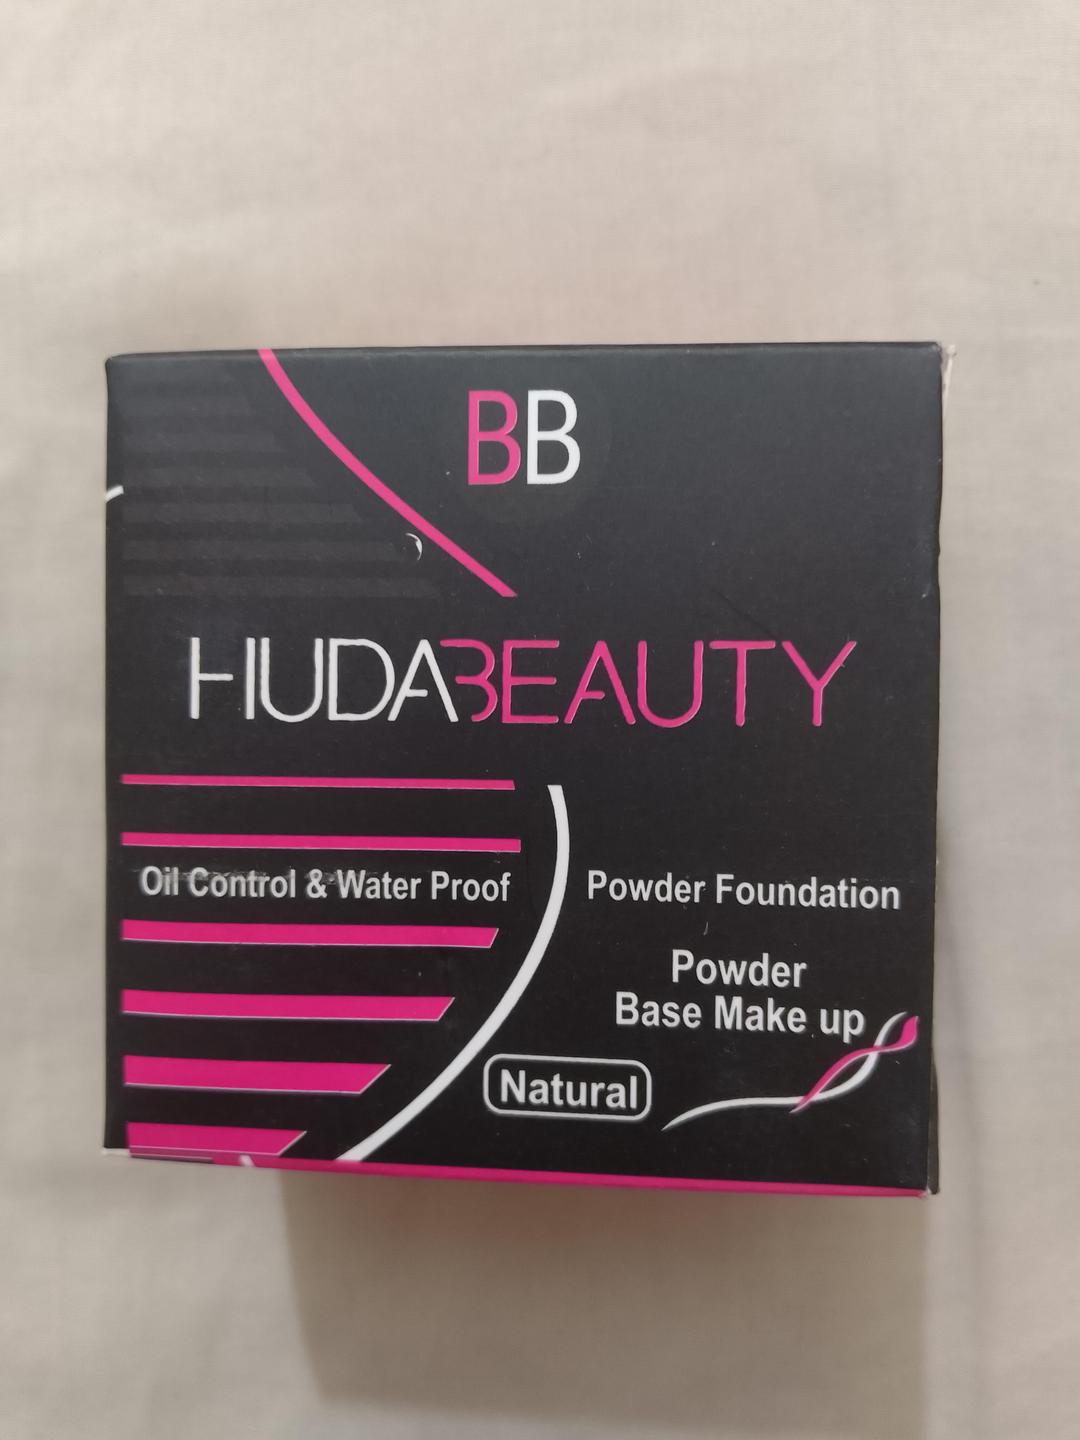 BB
HUDABEAUTY
Oil Control & Water Proof
Powder Foundation
Powder
Base Make up
Natural